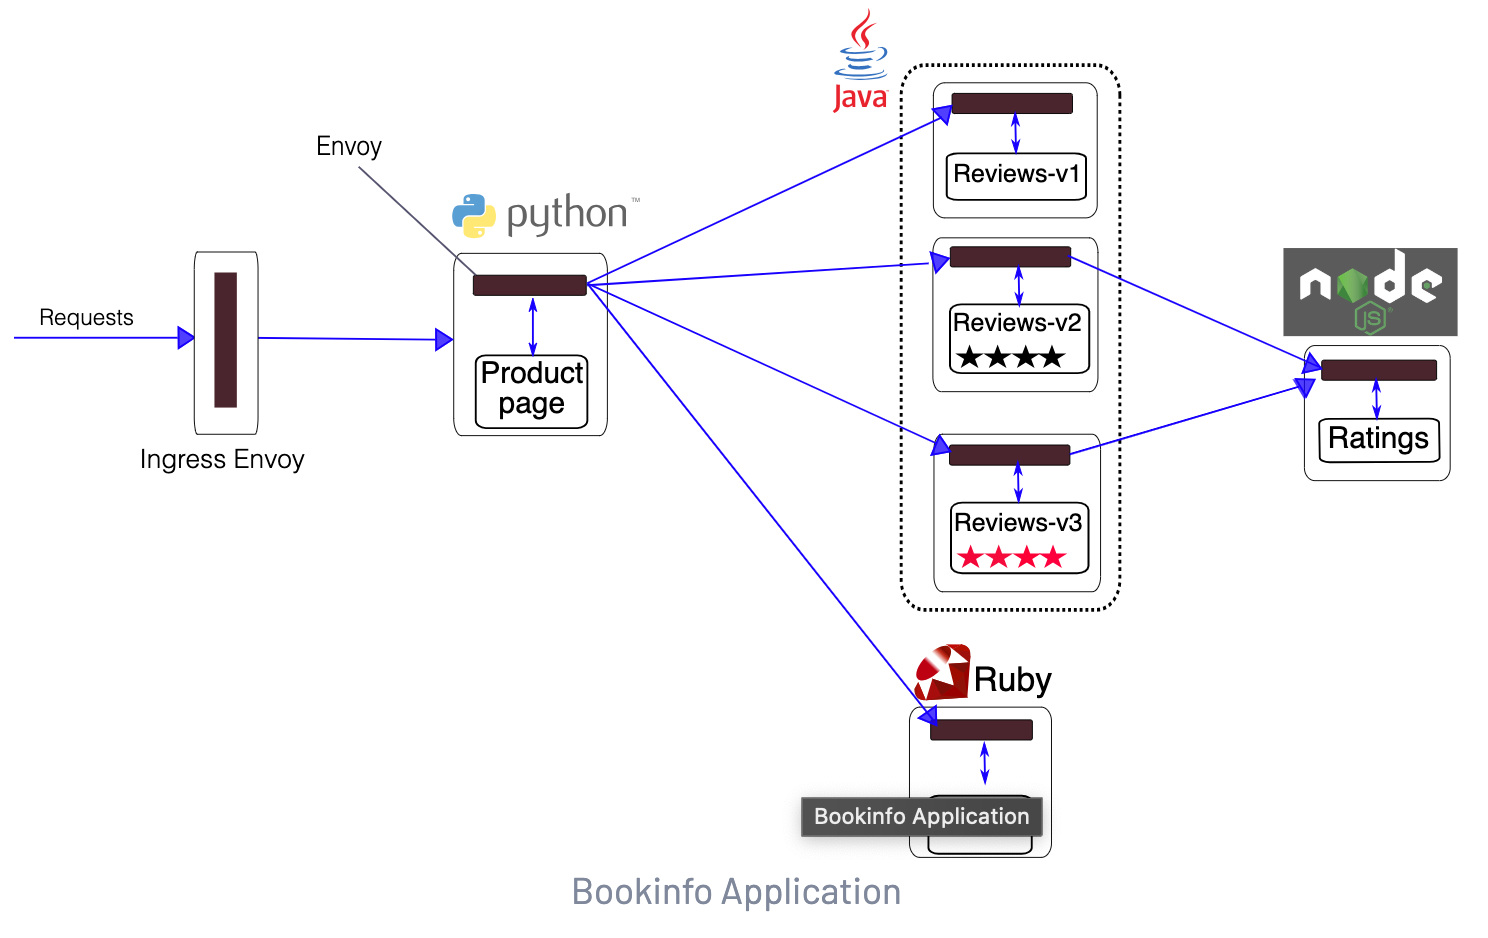 Java
Envoy
python™
Reviews-v1
Requests
Reviews-v2
node
JS
Product
page
Ratings
Ingress Envoy
Reviews-v3
Ruby
Bookinfo Application
Bookinfo Application